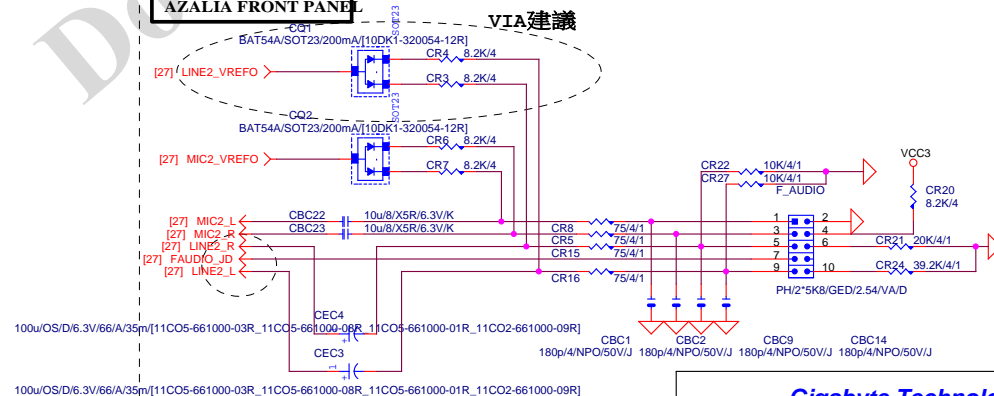 AZALIA FRONT PANEL
VIA建議
CQ1
SOT23
BAT54A/SOT23/200mA/[10DK1-320054-12R]
CR4 8.2K/4
[27] LINE2_VREFO
CR3 8.2K/4
CQ2
SOT23
BAT54A/SOT23/200mA/[10DK1-320054-12R]
CR6 8.2K/4
[27] MIC2_VREFO
CR7 8.2K/4
VCC3
CR22 10K/4/1
CR27 10K/4/1
F_AUDIO
CR20
8.2K/4
[27] MIC2_L
CBC22 10u/8/X5R/6.3V/K
[27] MIC2_R
CBC23 10u/8/X5R/6.3V/K
[27] LINE2_R
[27] FAUDIO_JD
[27] LINE2_L
CR8 75/4/1
CR5 75/4/1
CR15 75/4/1
CR16 75/4/1
1 2
3 4
5 6
7
9 10
CR21 20K/4/1
CR24 39.2K/4/1
PH/2*5K8/GED/2.54/VA/D
CEC4
100u/OS/D/6.3V/66/A/35m/[11CO5-661000-03R_11CO5-661000-08R_11CO5-661000-01R_11CO2-661000-09R]
CEC3
1
100u/OS/D/6.3V/66/A/35m/[11CO5-661000-03R_11CO5-661000-08R_11CO5-661000-01R_11CO2-661000-09R]
CBC1 CBC2 CBC9 CBC14
180p/4/NPO/50V/J 180p/4/NPO/50V/J 180p/4/NPO/50V/J 180p/4/NPO/50V/J